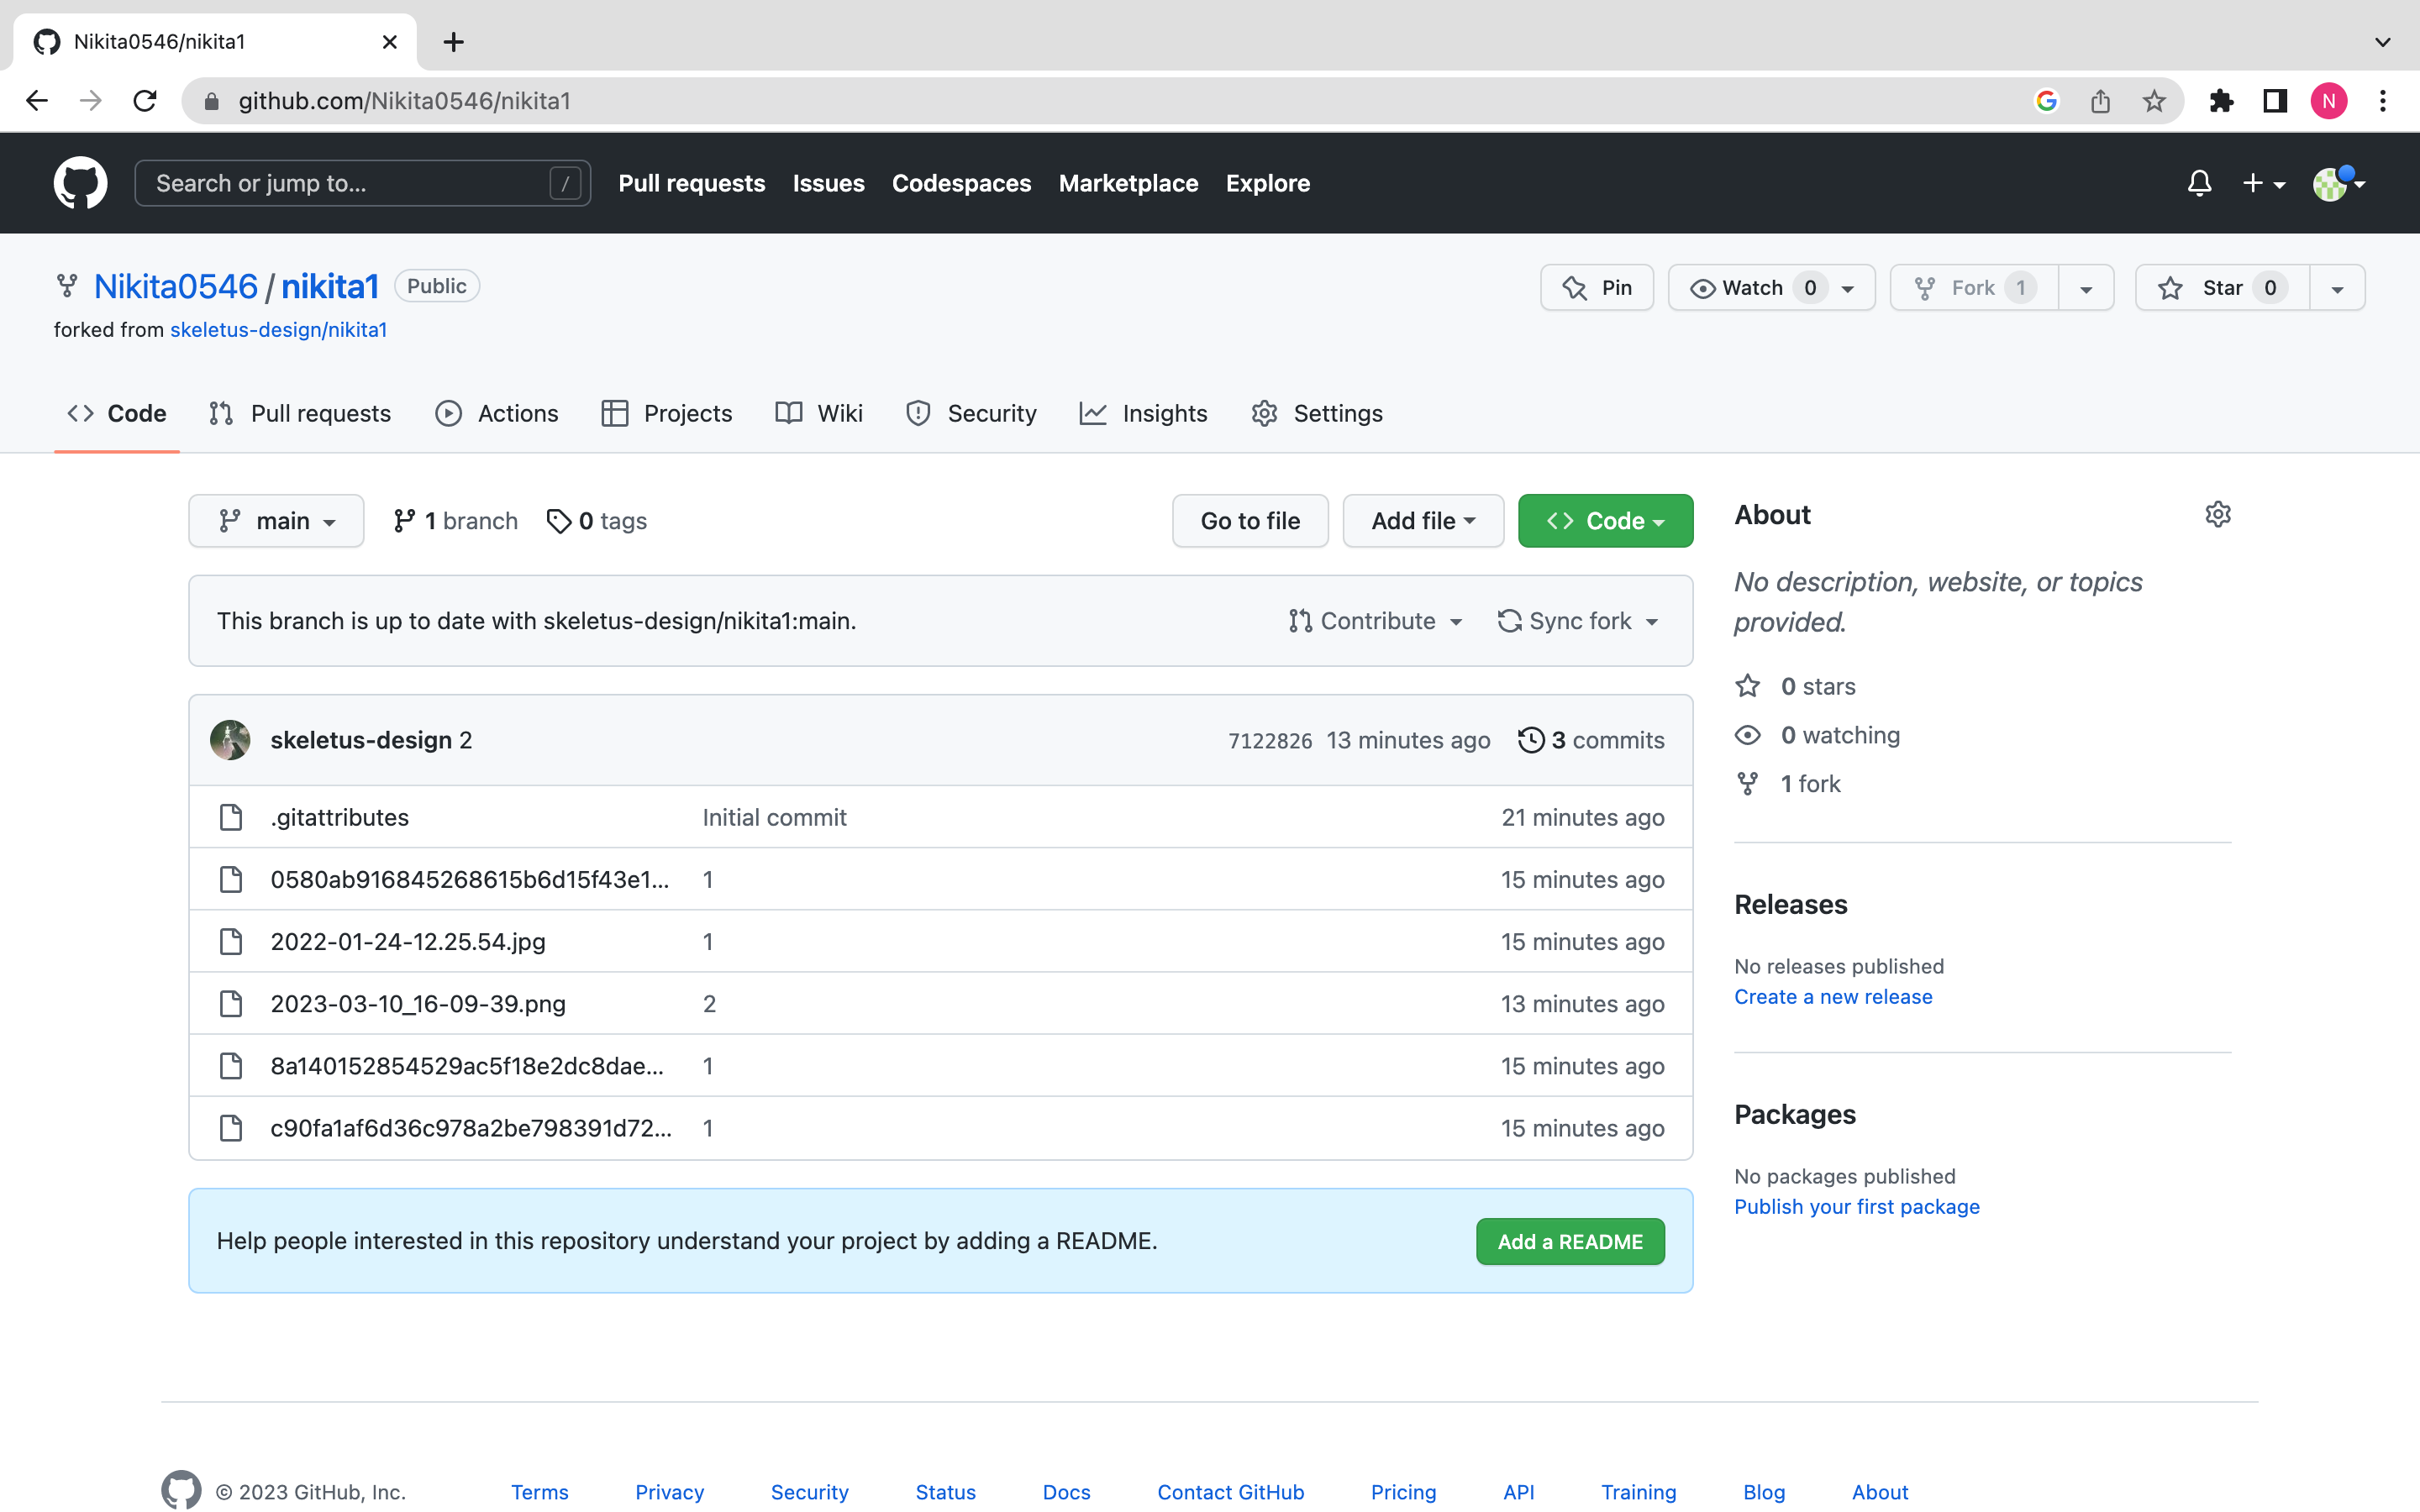 Nikita0546/nikita1
github.com/Nikita0546/nikita1
N
Search or jump to... /
Pull requests Issues Codespaces Marketplace Explore
Nikita0546/nikita1 Public
forked from skeletus-design/nikita1
Pin Watch 0 Fork 1 Star 0
Code Pull requests Actions Projects Wiki Security Insights Settings
main 1 branch 0 tags
Go to file Add file Code
This branch is up to date with skeletus-design/nikita1:main.
Contribute Sync fork
skeletus-design 2 7122826 13 minutes ago 3 commits
.gitattributes Initial commit 21 minutes ago
0580ab916845268615b6d15f43e1... 1 15 minutes ago
2022-01-24-12.25.54.jpg 1 15 minutes ago
2023-03-10_16-09-39.png 2 13 minutes ago
8a140152854529ac5f18e2dc8dae... 1 15 minutes ago
c90fa1af6d36c978a2be798391d72... 1 15 minutes ago
Help people interested in this repository understand your project by adding a README.
Add a README
About
No description, website, or topics
provided.
0 stars
0 watching
1 fork
Releases
No releases published
Create a new release
Packages
No packages published
Publish your first package
© 2023 GitHub, Inc. Terms Privacy Security Status Docs Contact GitHub Pricing API Training Blog About